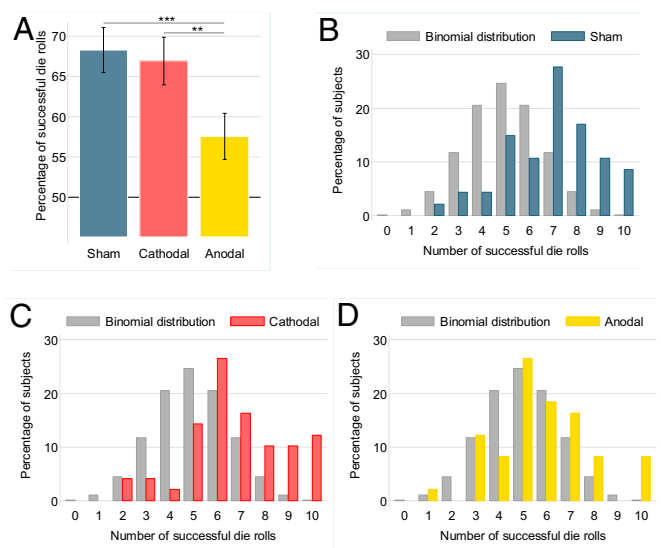 A
Percentage of successful die rolls
70
65
60
55
50
***
**
Sham Cathodal Anodal
B
Binomial distribution Sham
Percentage of subjects
30
20
10
0
0 1 2 3 4 5 6 7 8 9 10
Number of successful die rolls
C
Binomial distribution Cathodal
Percentage of subjects
30
20
10
0
0 1 2 3 4 5 6 7 8 9 10
Number of successful die rolls
D
Binomial distribution Anodal
Percentage of subjects
30
20
10
0
0 1 2 3 4 5 6 7 8 9 10
Number of successful die rolls